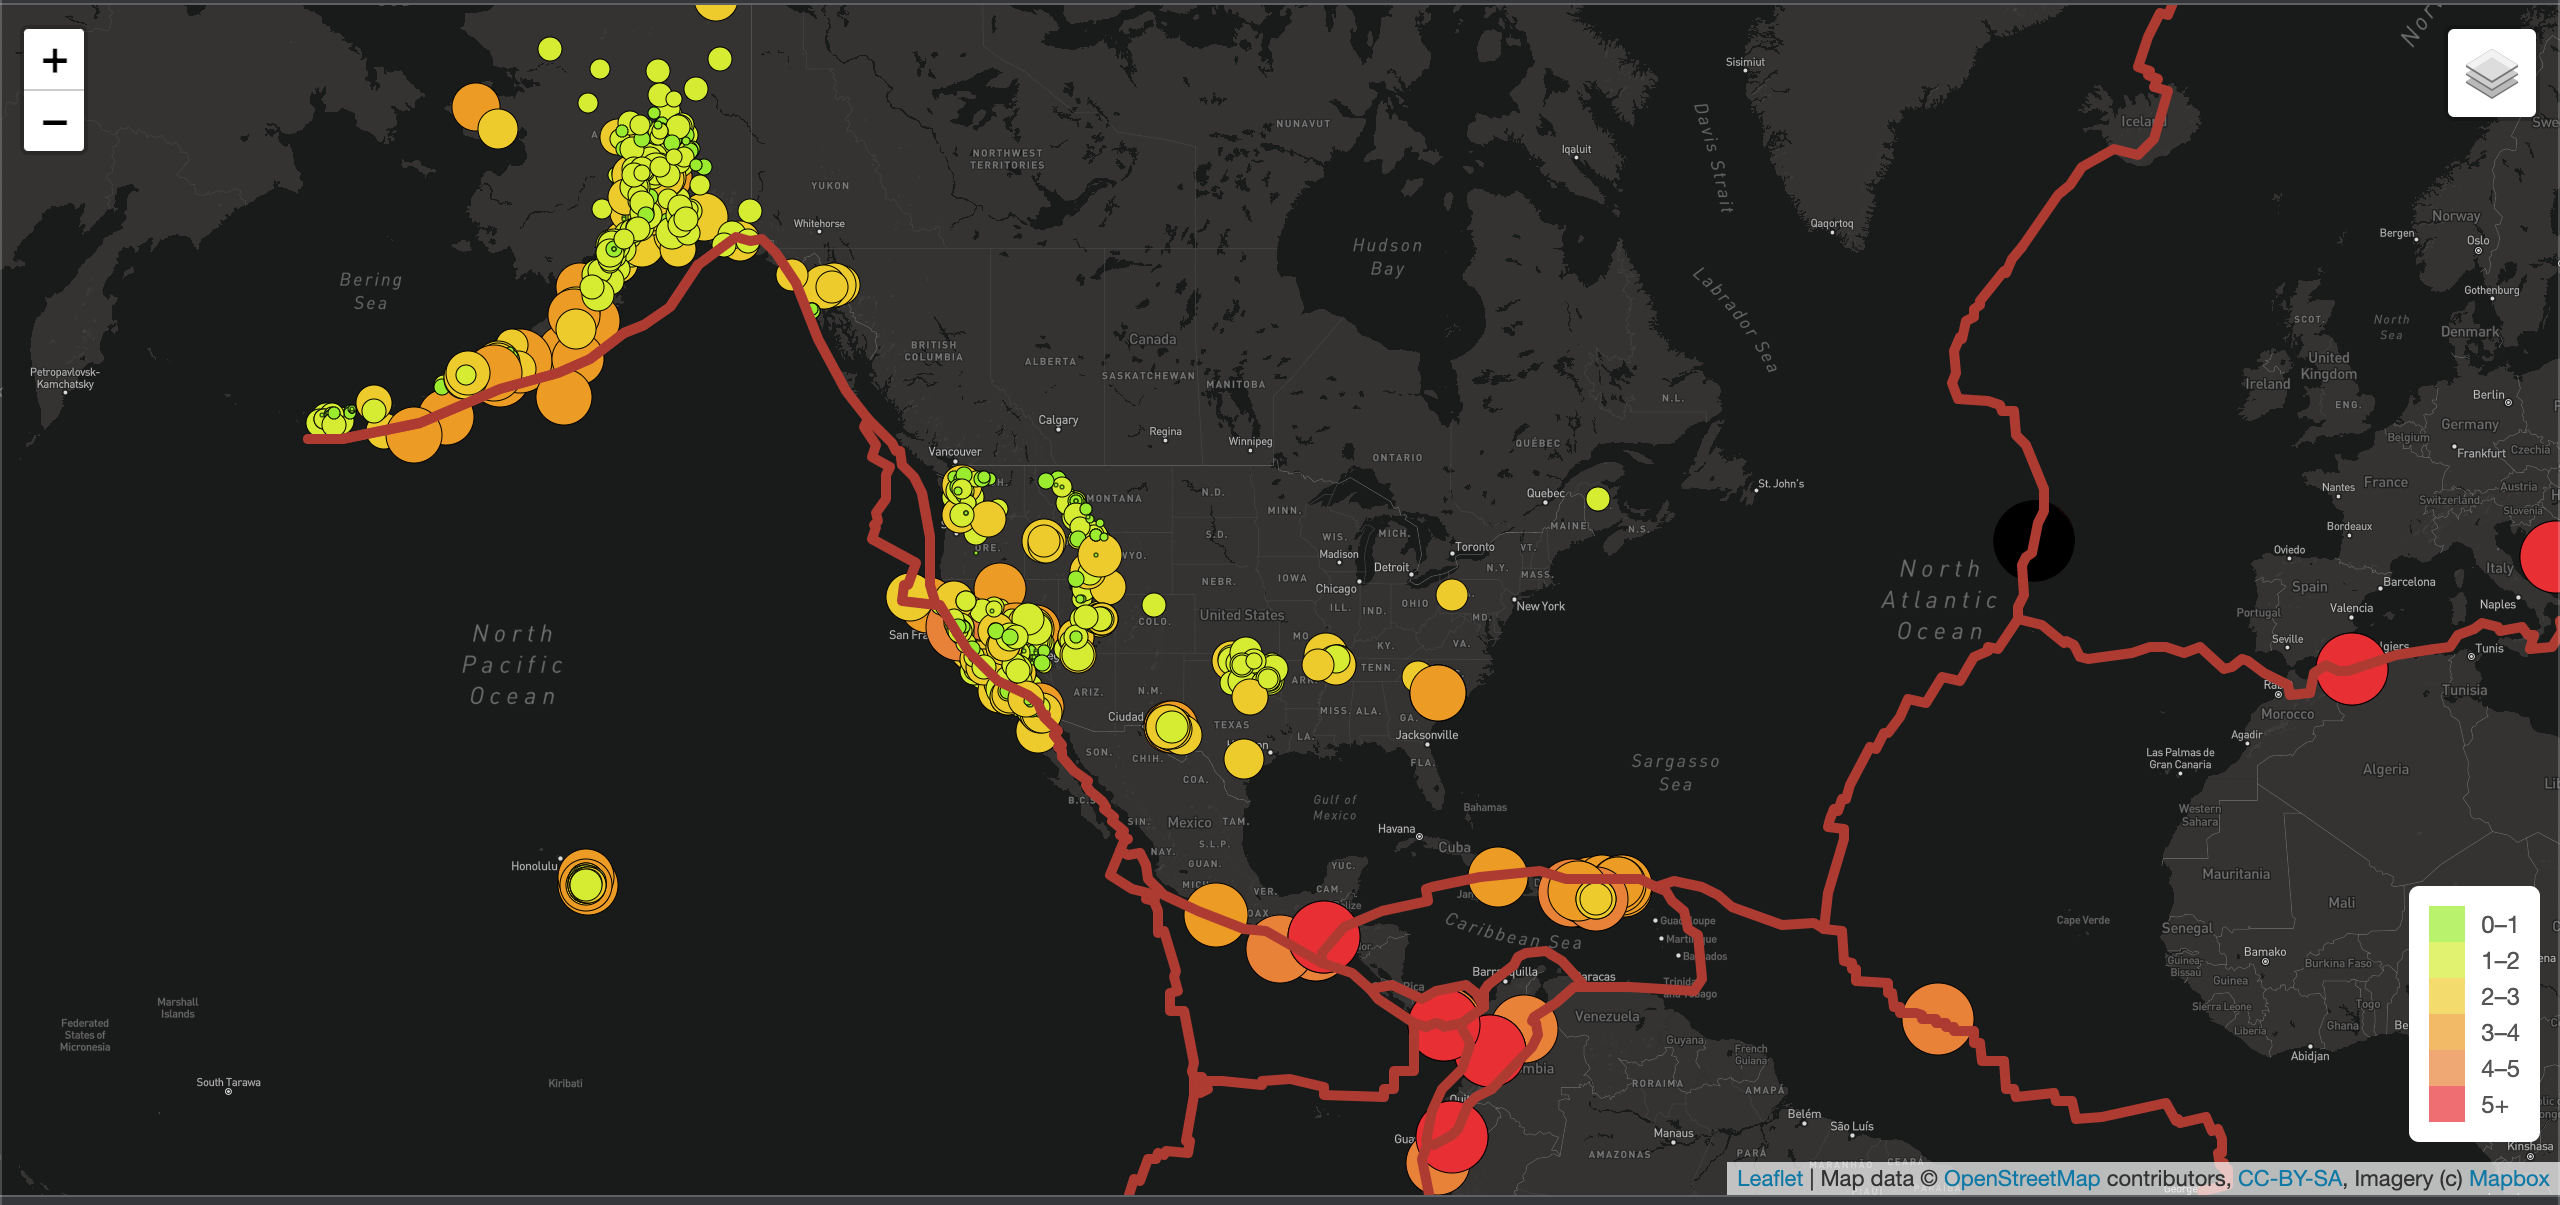 +
−
Sisimiut
Davis Strait
Iceland
NUNAVUT
Iqaluit
NORTHWEST
TERRITORIES
YUKON
Whitehorse
Qaqortoq
Norway
Bergen
Oslo
Hudson
Bay
Bering
Sea
Labrador Sea
Gothenburg
SCOT.
North
Sea
Denmark
Petropavlovsk-
Kamchatsky
BRITISH
COLUMBIA
Canada
ALBERTA
SASKATCHEWAN
MANITOBA
United
Kingdom
Ireland
ENG.
Berlin
N.L.
Calgary
Regina
Winnipeg
Vancouver
QUÉBEC
ONTARIO
Germany
Belgium
Frankfurt
Czechia
MONTANA
N.D.
Quebec
St. John's
Nantes
France
Austria
Switzerland
Slovenia
MINN.
MAINE
N.S.
Bordeaux
ORE.
WYO.
S.D.
WIS.
MICH.
Madison
Toronto
VT.
Oviedo
Detroit
N.Y.
MASS.
North
Atlantic
Ocean
Italy
NEBR.
IOWA
Chicago
Spain
Barcelona
ILL.
IND.
OHIO
New York
Portugal
Valencia
Naples
United States
COLO.
MD.
San Fra
Seville
North
Pacific
Ocean
MO
KY.
VA.
TENN.
Tunis
ARIZ.
N.M.
ARK
Tunisia
Ciudad
TEXAS
MISS.
ALA.
GA.
Morocco
Jacksonville
Agadir
SON.
CHIH.
LA.
FLA.
Las Palmas de
Gran Canaria
Algeria
Sargasso
Sea
COA.
B.C.S.
Gulf of
Mexico
Bahamas
Western
Sahara
SIN.
Mexico
TAM.
Havana
Cuba
NAY.
S.L.P.
GUAN.
Honolulu
YUC.
CAM.
VER.
MICH
OAX
Mauritania
Mali
Caribbean Sea
Guadeloupe
Martinique
Barbados
Cape Verde
Senegal
Guinea-
Bissau
Bamako
Burkina Faso
Barranquilla
Caracas
Trinidad
and Tobago
Guinea
Marshall
Islands
Federated
States of
Micronesia
Venezuela
Sierra Leone
Liberia
Togo
Ghana
Guyana
French
Guiana
Abidjan
South Tarawa
Kiribati
RORAIMA
AMAPÁ
Belém
São Luís
Manaus
AMAZONAS
PARÁ
Kinshasa
0–1
1–2
2–3
3–4
4–5
5+
Leaflet | Map data © OpenStreetMap contributors, CC-BY-SA, Imagery (c) Mapbox